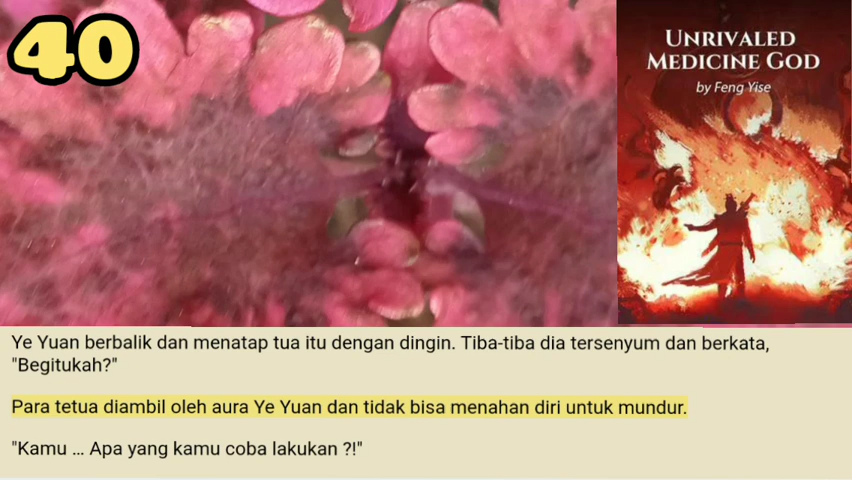 40
UNRIVALED
MEDICINE GOD
by Feng Yise
Ye Yuan berbalik dan menatap tua itu dengan dingin. Tiba-tiba dia tersenyum dan berkata,
"Begitukah?"
Para tetua diambil oleh aura Ye Yuan dan tidak bisa menahan diri untuk mundur.
"Kamu ... Apa yang kamu coba lakukan ?!"